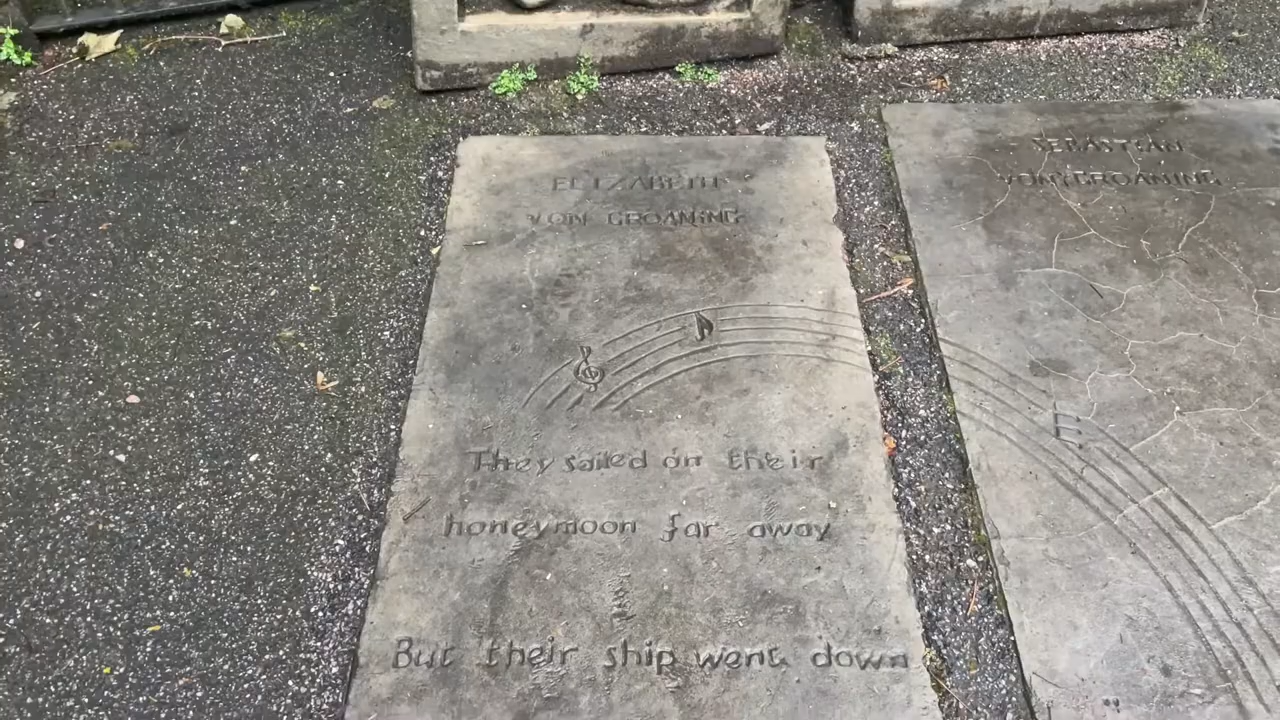 ELIZABETH
VON GROANING
They sailed on their
honeymoon far away
But their ship went down
SEBASTIAN
VON GROANING